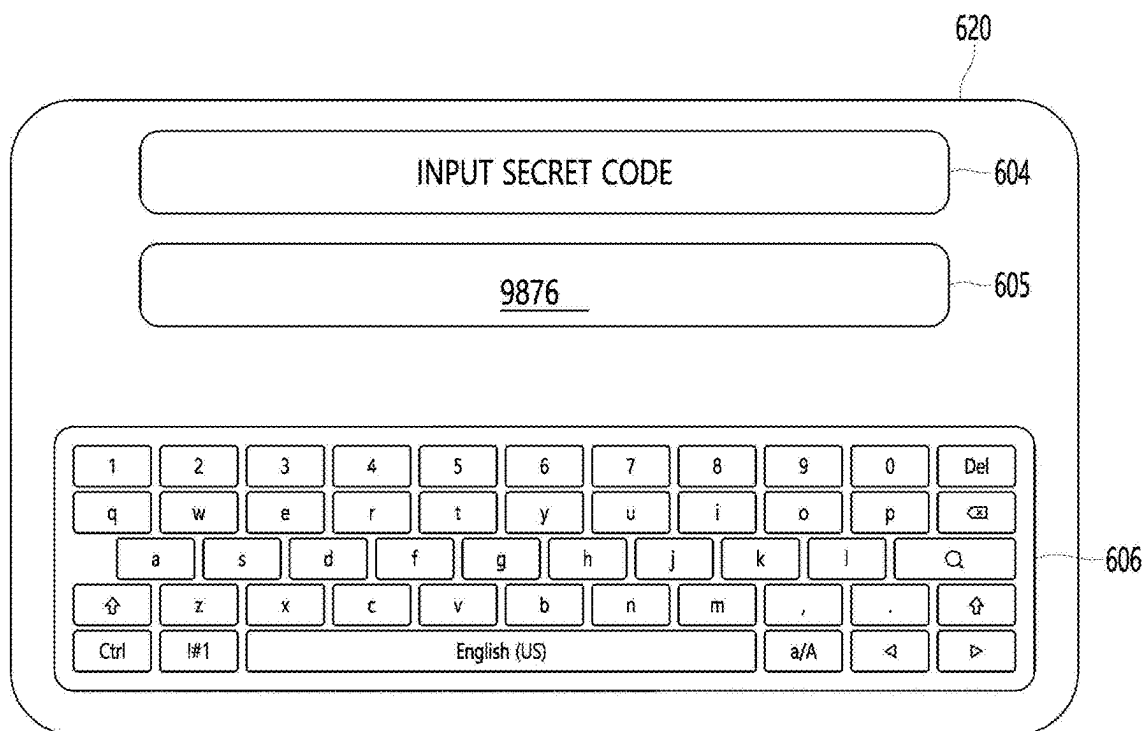 620
INPUT SECRET CODE
604
9876
605
1 2 3 4 5 6 7 8 9 0 Del
q w e r t y u i o p
a s d f g h j k l
606
z x c v b n m , .
Ctrl !#1 English (US) a/A